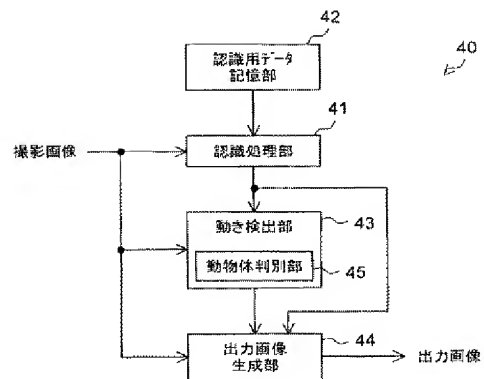 42
40
認識用データ
記憶部
41
撮影画像
認識処理部
動き検出部
43
動物体判別部
45
出力画像
生成部
44
出力画像